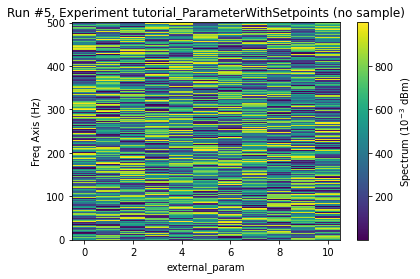 Run #5, Experiment tutorial_ParameterWithSetpoints (no sample)
500
400
300
200
100
0
Freq Axis (Hz)
0 2 4 6 8 10
external_param
800
600
400
200
Spectrum (10⁻³ dBm)